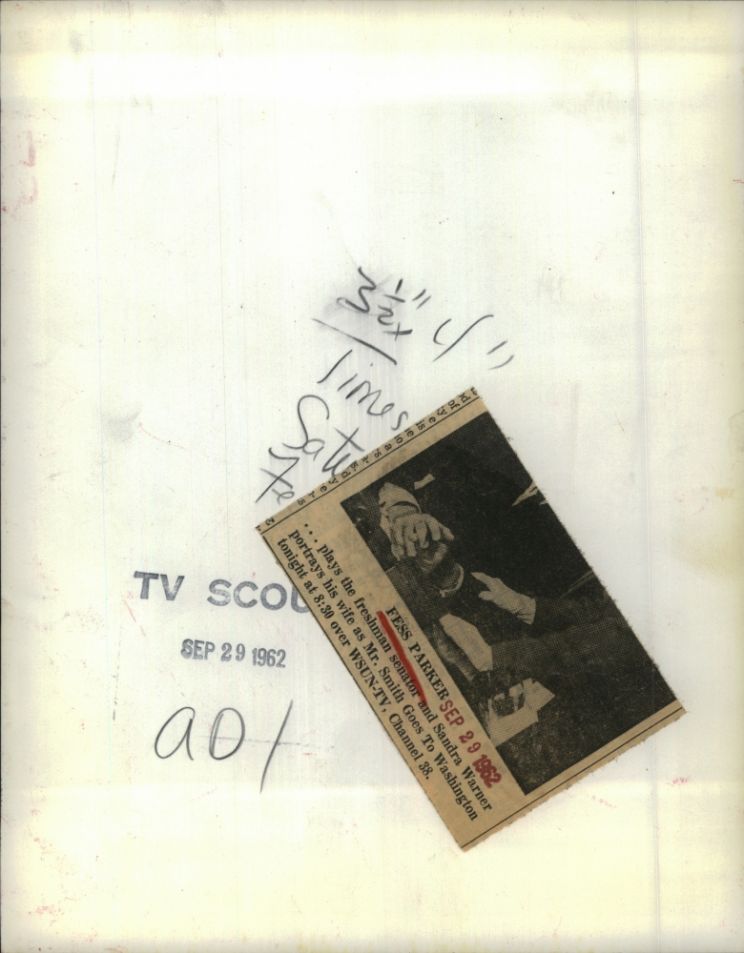 3½" x 4"
Times
TV SCOU
SEP 29 1962
a01
FESS PARKER
SEP 29 1962
... plays the freshman senator and Sandra Warner
portrays his wife as Mr. Smith Goes To Washington
tonight at 8:30 over WSUN-TV, Channel 38.